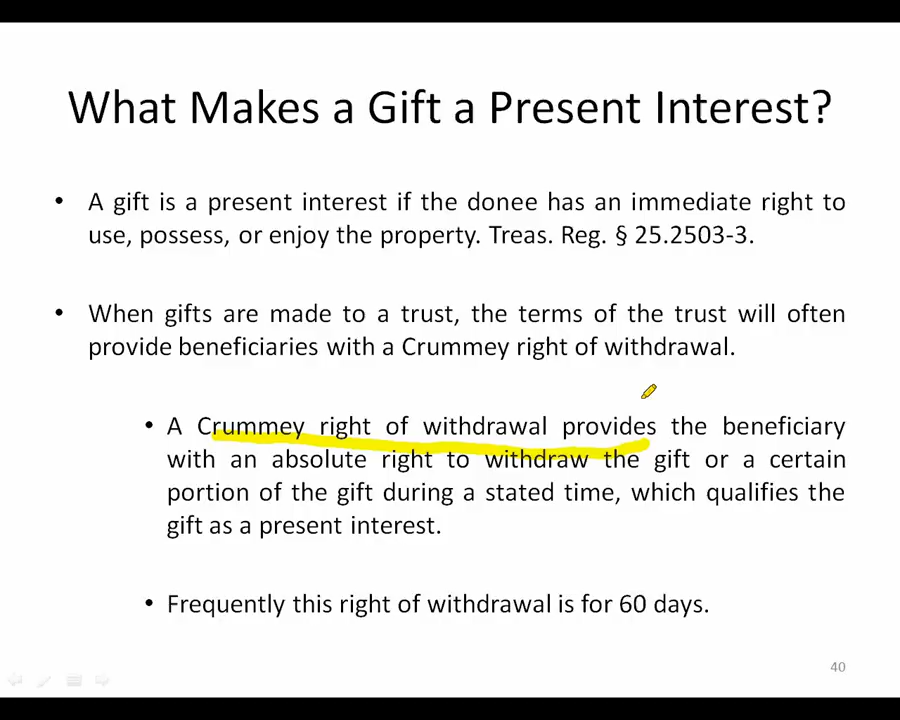 What Makes a Gift a Present Interest?
• A gift is a present interest if the donee has an immediate right to
use, possess, or enjoy the property. Treas. Reg. § 25.2503-3.
• When gifts are made to a trust, the terms of the trust will often
provide beneficiaries with a Crummey right of withdrawal.
• A Crummey right of withdrawal provides the beneficiary
with an absolute right to withdraw the gift or a certain
portion of the gift during a stated time, which qualifies the
gift as a present interest.
• Frequently this right of withdrawal is for 60 days.
40